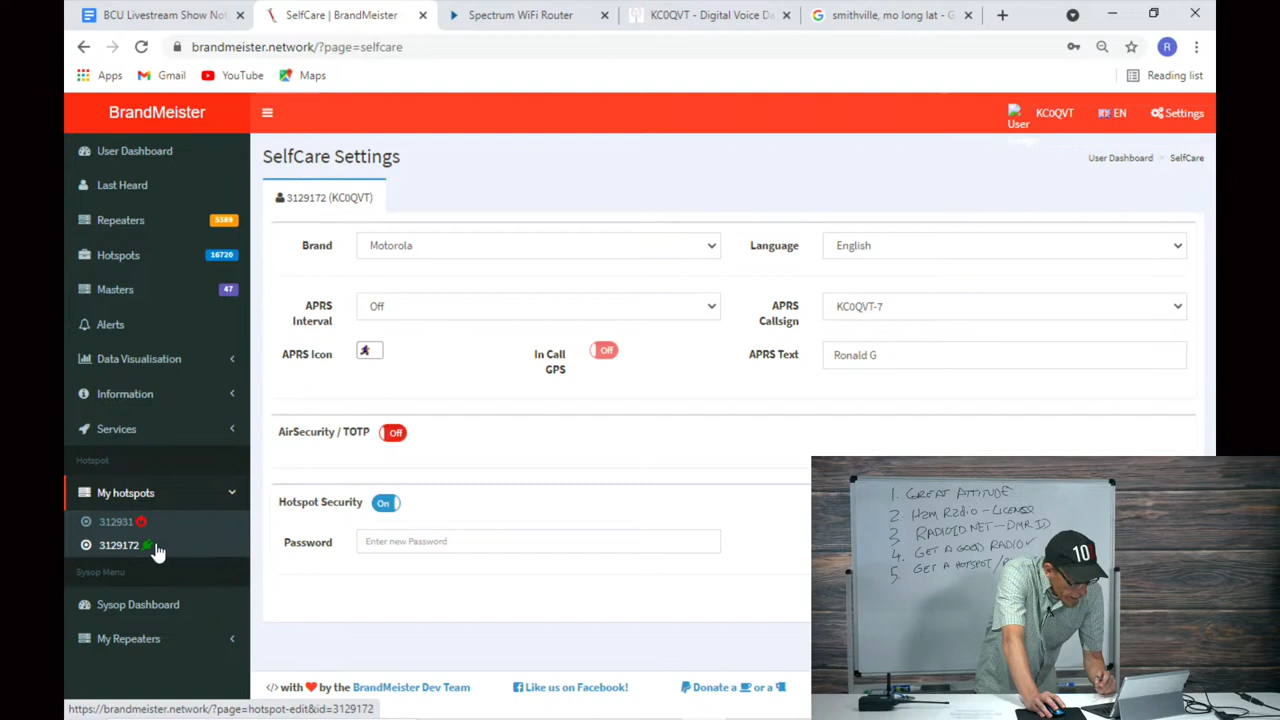 BCU Livestream Show Not
SelfCare | BrandMeister
Spectrum WiFi Router
KC0QVT - Digital Voice Da
smithville, mo long lat - G
brandmeister.network/?page=selfcare
R
Apps
Gmail
YouTube
Maps
Reading list
BrandMeister
User
KC0QVT
EN
Settings
User Dashboard
Last Heard
Repeaters 5389
Hotspots 16720
Masters 47
Alerts
Data Visualisation
Information
Services
Hotspot
My hotspots
312931
3129172
Sysop Menu
Sysop Dashboard
My Repeaters
SelfCare Settings
User Dashboard > SelfCare
3129172 (KC0QVT)
Brand Motorola
Language English
APRS Interval Off
APRS Callsign KC0QVT-7
APRS Icon
In Call GPS Off
APRS Text Ronald G
AirSecurity / TOTP Off
Hotspot Security On
Password Enter new Password
</> with ❤ by the BrandMeister Dev Team
Like us on Facebook!
Donate a or a
https://brandmeister.network/?page=hotspot-edit&id=3129172
1. GREAT ATTITUDE
2. HAM Radio - LICENSE
3. RADIOID.NET - DMR ID
4. GET A GOOD RADIO
5. GET A HOTSPOT/
10